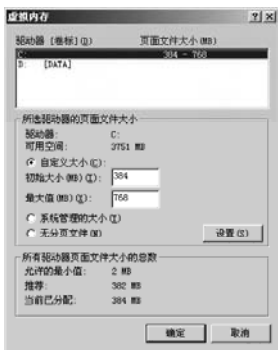 虚拟内存
驱动器 [卷标](D) 页面文件大小(MB)
C: 384 - 768
D: [DATA]
所选驱动器的页面文件大小
驱动器: C:
可用空间: 3751 MB
自定义大小(C):
初始大小(MB)(I): 384
最大值(MB)(X): 768
系统管理的大小(Y)
无分页文件(N) 设置(S)
所有驱动器页面文件大小的总数
允许的最小值: 2 MB
推荐: 382 MB
当前已分配: 384 MB
确定 取消